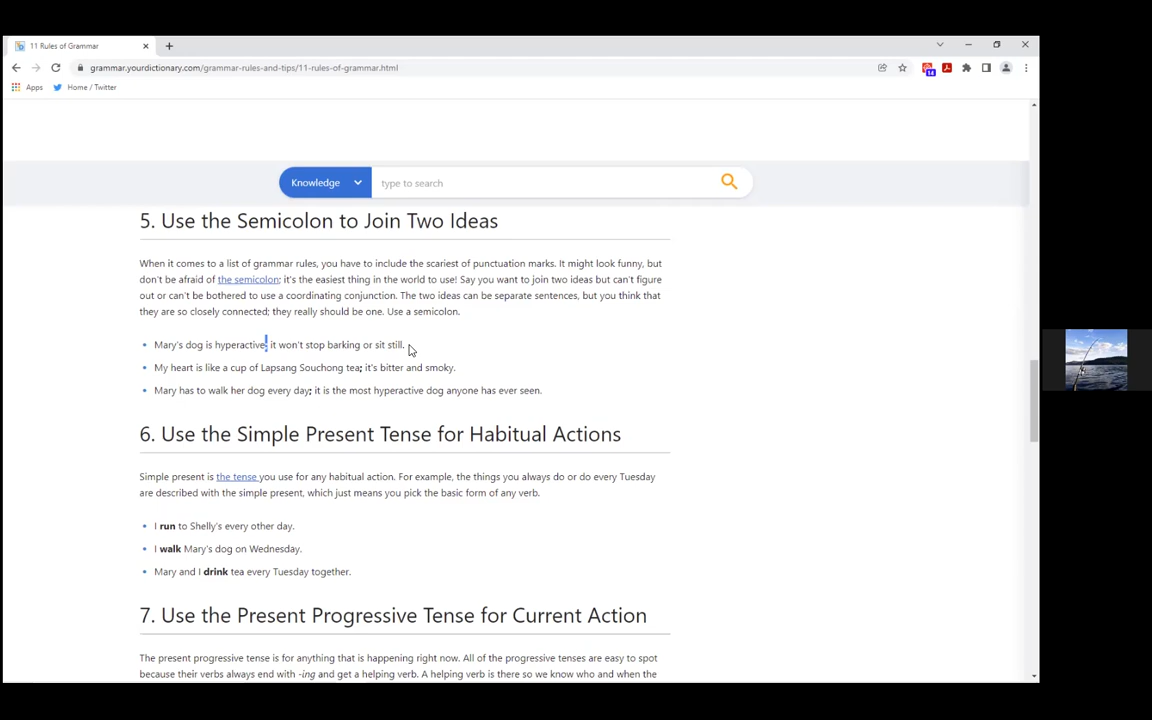 11 Rules of Grammar
grammar.yourdictionary.com/grammar-rules-and-tips/11-rules-of-grammar.html
14
Apps Home / Twitter
Knowledge type to search
5. Use the Semicolon to Join Two Ideas
When it comes to a list of grammar rules, you have to include the scariest of punctuation marks. It might look funny, but
don't be afraid of the semicolon; it's the easiest thing in the world to use! Say you want to join two ideas but can't figure
out or can't be bothered to use a coordinating conjunction. The two ideas can be separate sentences, but you think that
they are so closely connected; they really should be one. Use a semicolon.
• Mary's dog is hyperactive; it won't stop barking or sit still.
• My heart is like a cup of Lapsang Souchong tea; it's bitter and smoky.
• Mary has to walk her dog every day; it is the most hyperactive dog anyone has ever seen.
6. Use the Simple Present Tense for Habitual Actions
Simple present is the tense you use for any habitual action. For example, the things you always do or do every Tuesday
are described with the simple present, which just means you pick the basic form of any verb.
• I run to Shelly's every other day.
• I walk Mary's dog on Wednesday.
• Mary and I drink tea every Tuesday together.
7. Use the Present Progressive Tense for Current Action
The present progressive tense is for anything that is happening right now. All of the progressive tenses are easy to spot
because their verbs always end with -ing and get a helping verb. A helping verb is there so we know who and when the